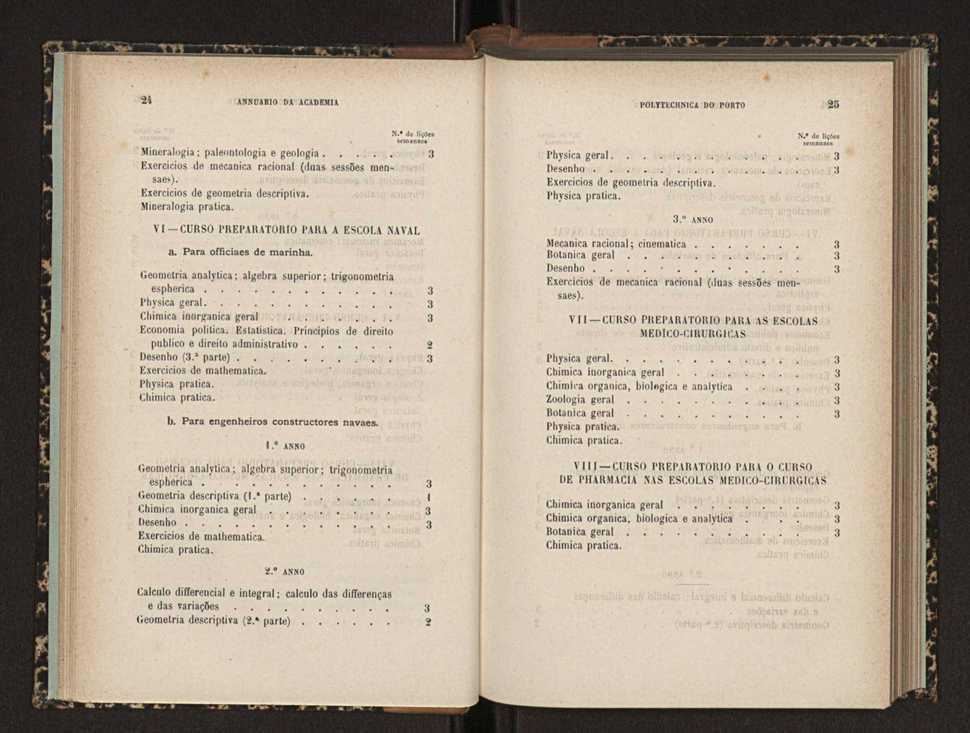 24 ANNUARIO DA ACADEMIA
N.º de lições
semanaes
Mineralogia; paleontologia e geologia . . . . . 3
Exercicios de mecanica racional (duas sessões men-
saes).
Exercicios de geometria descriptiva.
Mineralogia pratica.
VI — CURSO PREPARATORIO PARA A ESCOLA NAVAL
a. Para officiaes de marinha.
Geometria analytica; algebra superior; trigonometria
espherica . . . . . . . . . . . . 3
Physica geral. . . . . . . . . . . . 3
Chimica inorganica geral . . . . . . . . 3
Economia politica. Estatistica. Principios de direito
publico e direito administrativo . . . . . . 2
Desenho (3.ª parte) . . . . . . . . . . 3
Exercicios de mathematica.
Physica pratica.
Chimica pratica.
b. Para engenheiros constructores navaes.
1.º ANNO
Geometria analytica; algebra superior; trigonometria
espherica . . . . . . . . . . . . 3
Geometria descriptiva (1.ª parte) . . . . . . 1
Chimica inorganica geral . . . . . . . . 3
Desenho . . . . . . . . . . . . . 3
Exercicios de mathematica.
Chimica pratica.
2.º ANNO
Calculo differencial e integral; calculo das differenças
e das variações . . . . . . . . . . 3
Geometria descriptiva (2.ª parte) . . . . . . 2
POLYTECHNICA DO PORTO 25
N.º de lições
semanaes
Physica geral. . . . . . . . . . . . 3
Desenho . . . . . . . . . . . . . 3
Exercicios de geometria descriptiva.
Physica pratica.
3.º ANNO
Mecanica racional; cinematica . . . . . . . 3
Botanica geral . . . . . . . . . . . 3
Desenho . . . . . . . . . . . . . 3
Exercicios de mecanica racional (duas sessões men-
saes).
VII — CURSO PREPARATORIO PARA AS ESCOLAS
MEDICO-CIRURGICAS
Physica geral. . . . . . . . . . . . 3
Chimica inorganica geral . . . . . . . . 3
Chimica organica, biologica e analytica . . . . 3
Zoologia geral . . . . . . . . . . . 3
Botanica geral . . . . . . . . . . . 3
Physica pratica.
Chimica pratica.
VIII — CURSO PREPARATORIO PARA O CURSO
DE PHARMACIA NAS ESCOLAS MEDICO-CIRURGICAS
Chimica inorganica geral . . . . . . . . 3
Chimica organica, biologica e analytica . . . . 3
Botanica geral . . . . . . . . . . . 3
Chimica pratica.